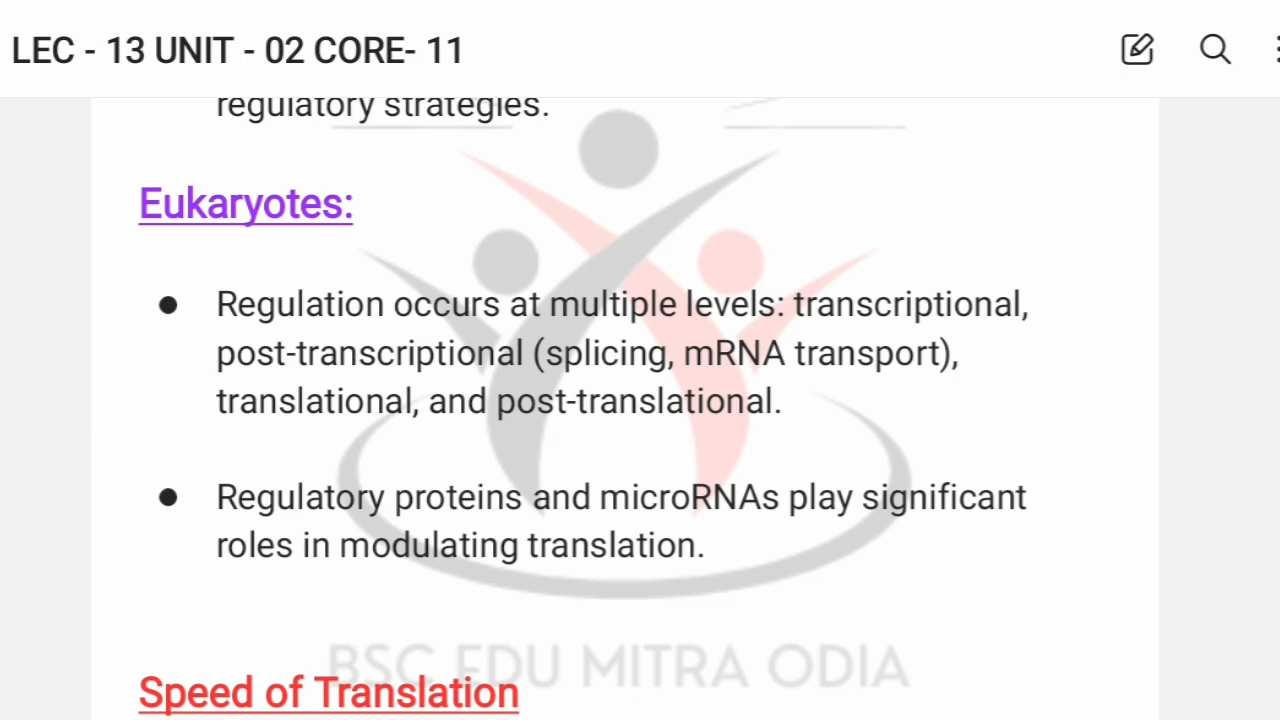 LEC - 13 UNIT - 02 CORE- 11
regulatory strategies.
Eukaryotes:
● Regulation occurs at multiple levels: transcriptional,
post-transcriptional (splicing, mRNA transport),
translational, and post-translational.
● Regulatory proteins and microRNAs play significant
roles in modulating translation.
BSC EDU MITRA ODIA
Speed of Translation